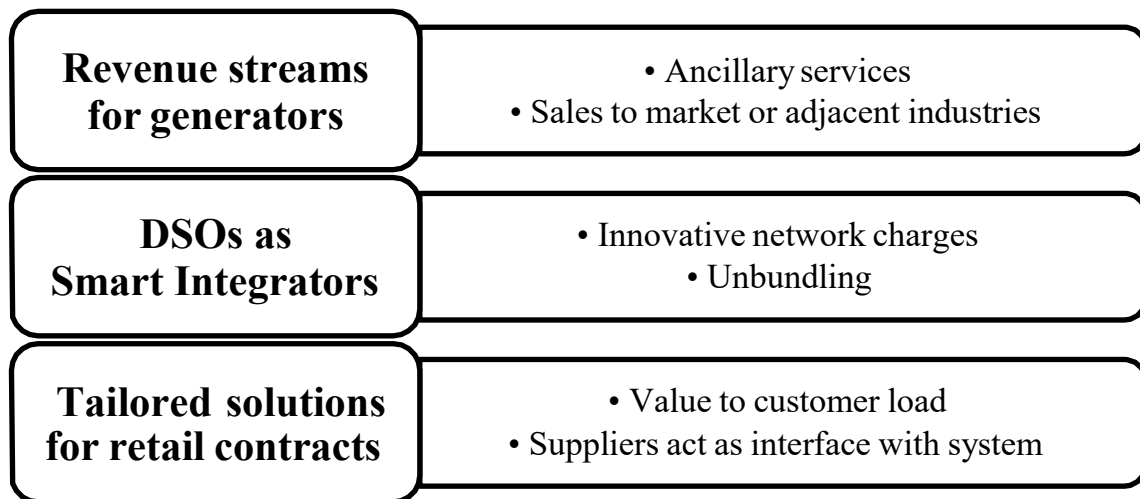 Revenue streams
for generators
• Ancillary services
• Sales to market or adjacent industries
DSOs as
Smart Integrators
• Innovative network charges
• Unbundling
Tailored solutions
for retail contracts
• Value to customer load
• Suppliers act as interface with system